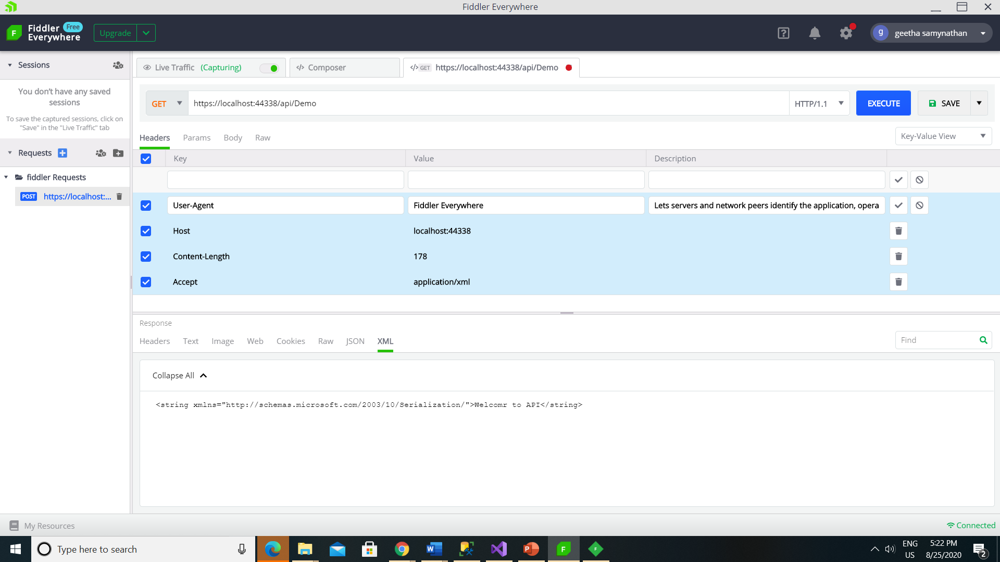 Fiddler Everywhere
Fiddler Free
Everywhere
Upgrade
g geetha samynathan
Sessions
You don't have any saved
sessions
To save the captured sessions, click on
"Save" in the "Live Traffic" tab
Requests
fiddler Requests
POST https://localhost:...
Live Traffic (Capturing)
</> Composer
</> GET https://localhost:44338/api/Demo
GET https://localhost:44338/api/Demo HTTP/1.1 EXECUTE SAVE
Headers Params Body Raw Key-Value View
Key Value Description
User-Agent Fiddler Everywhere Lets servers and network peers identify the application, opera
Host localhost:44338
Content-Length 178
Accept application/xml
Response
Headers Text Image Web Cookies Raw JSON XML Find
Collapse All
<string xmlns="http://schemas.microsoft.com/2003/10/Serialization/">Welcomr to API</string>
My Resources Connected
Type here to search
ENG
US
5:22 PM
8/25/2020
2